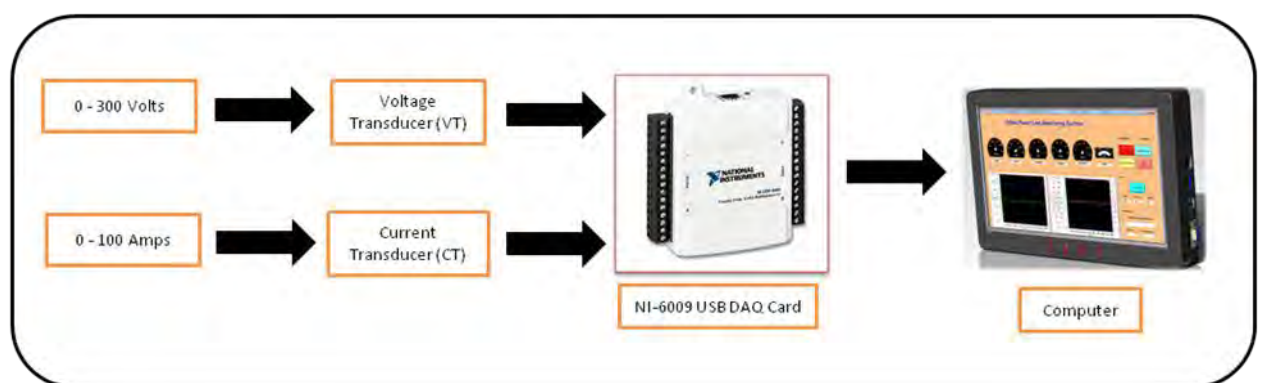 0 - 300 Volts
Voltage
Transducer (VT)
NATIONAL
INSTRUMENTS
0 - 100 Amps
Current
Transducer (CT)
NI-6009 USB DAQ Card
Computer